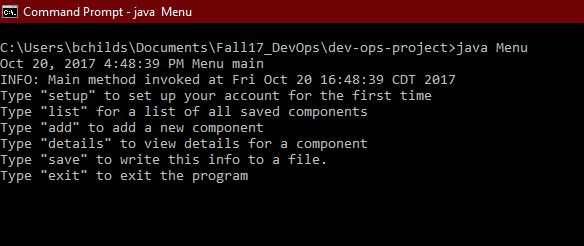 Command Prompt - java  Menu
C:\Users\bchilds\Documents\Fall17_DevOps\dev-ops-project>java Menu
Oct 20, 2017 4:48:39 PM Menu main
INFO: Main method invoked at Fri Oct 20 16:48:39 CDT 2017
Type "setup" to set up your account for the first time
Type "list" for a list of all saved components
Type "add" to add a new component
Type "details" to view details for a component
Type "save" to write this info to a file.
Type "exit" to exit the program